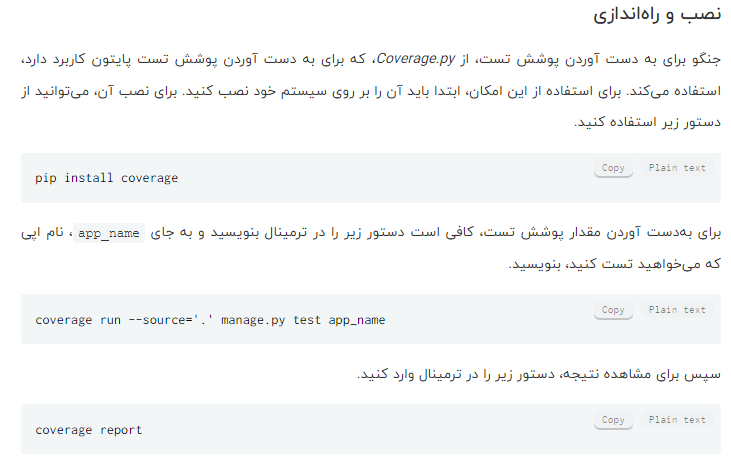 نصب و راه‌اندازی
جنگو برای به دست آوردن پوشش تست، از Coverage.py، که برای به دست آوردن پوشش تست پایتون کاربرد دارد،
استفاده می‌کند. برای استفاده از این امکان، ابتدا باید آن را بر روی سیستم خود نصب کنید. برای نصب آن، می‌توانید از
دستور زیر استفاده کنید.
Copy Plain text
pip install coverage
برای به‌دست آوردن مقدار پوشش تست، کافی است دستور زیر را در ترمینال بنویسید و به جای app_name، نام اپی
که می‌خواهید تست کنید، بنویسید.
Copy Plain text
coverage run --source='.' manage.py test app_name
سپس برای مشاهده نتیجه، دستور زیر را در ترمینال وارد کنید.
Copy Plain text
coverage report